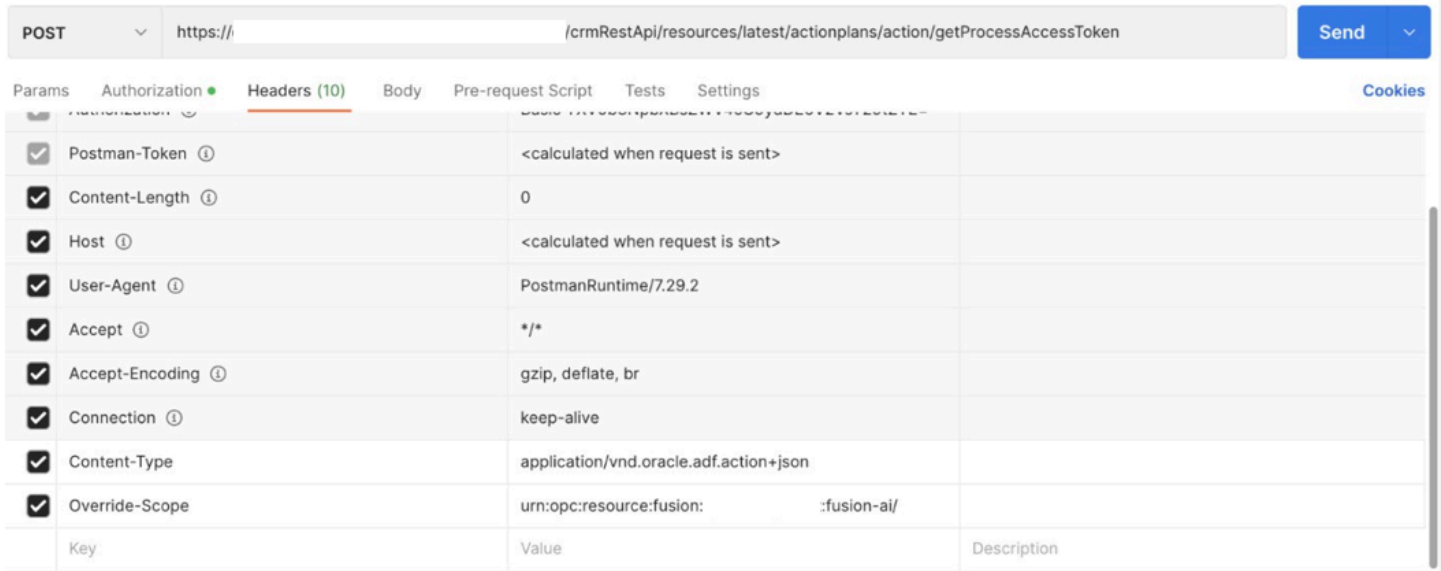 POST https:// /crmRestApi/resources/latest/actionplans/action/getProcessAccessToken Send
Params Authorization Headers (10) Body Pre-request Script Tests Settings Cookies
Authorization
Postman-Token <calculated when request is sent>
Content-Length 0
Host <calculated when request is sent>
User-Agent PostmanRuntime/7.29.2
Accept */*
Accept-Encoding gzip, deflate, br
Connection keep-alive
Content-Type application/vnd.oracle.adf.action+json
Override-Scope urn:opc:resource:fusion: :fusion-ai/
Key Value Description